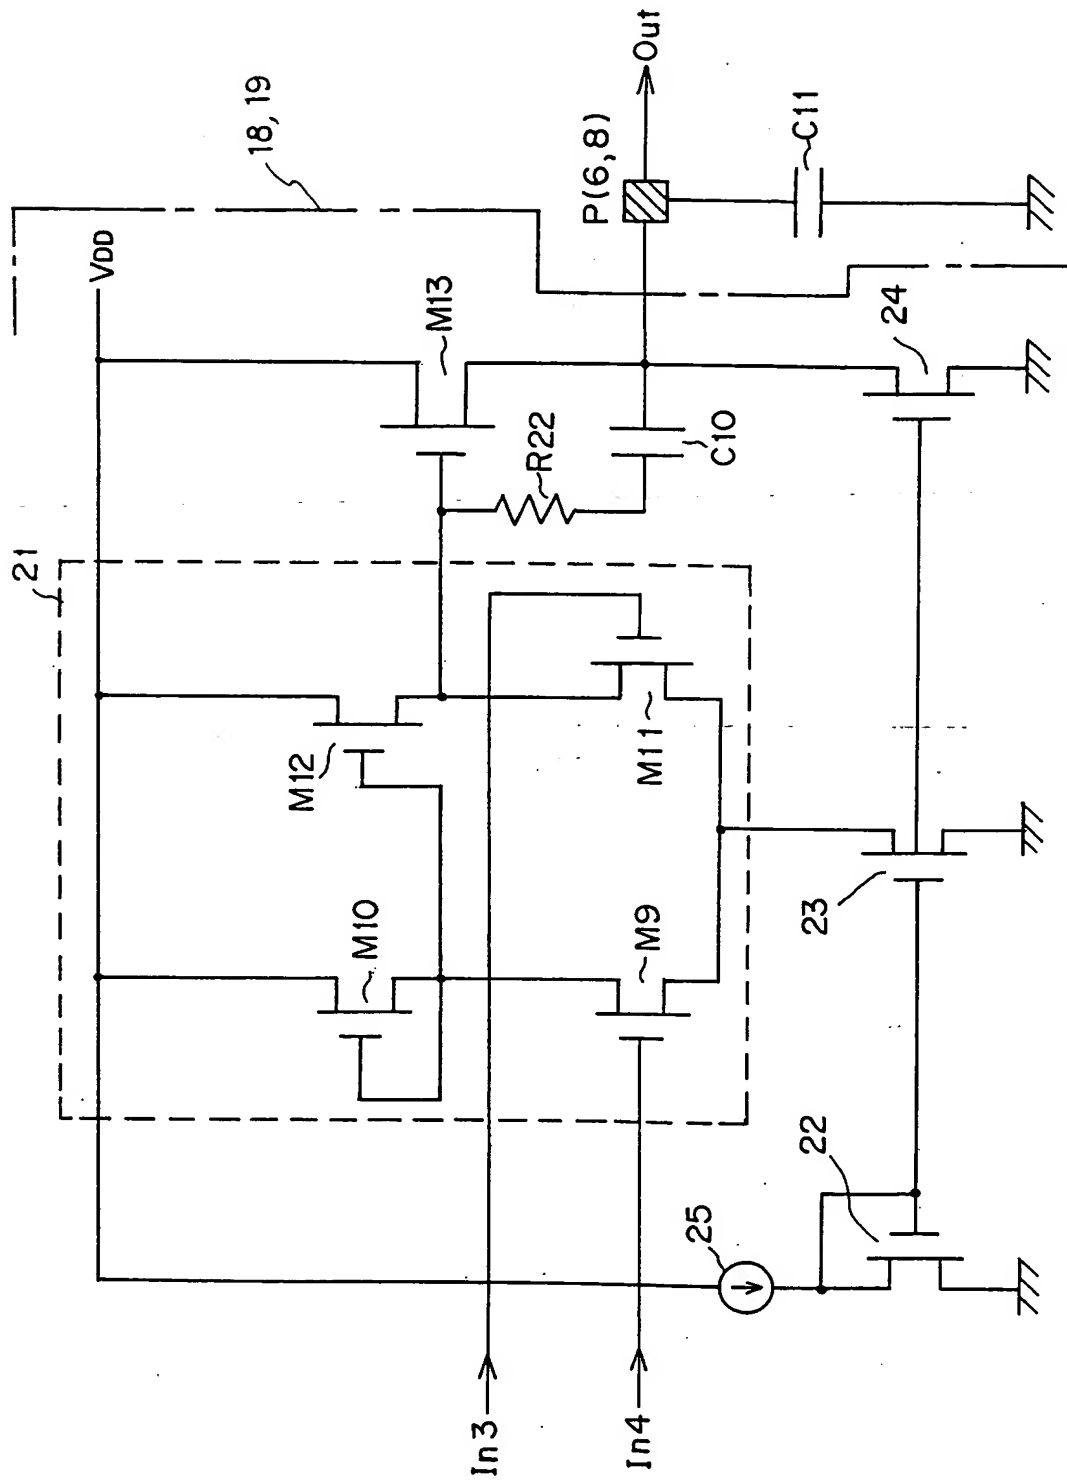 18, 19
VDD
21
M13
M12
M10
R22
P(6,8)
Out
C10
C11
In3
In4
M11
M9
25
22
23
24